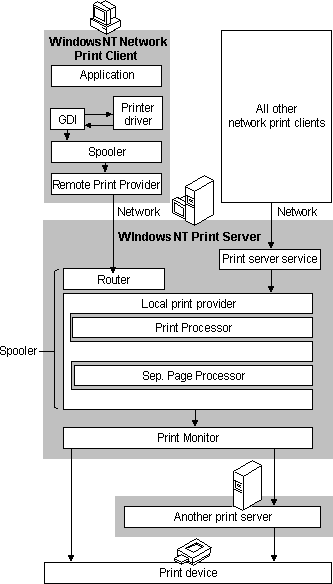 Windows NT Network
Print Client
Application
GDI
Printer
driver
Spooler
Remote Print Provider
All other
network print clients
Network
Network
WIndows NT Print Server
Print server service
Router
Local print provider
Print Processor
Spooler
Sep. Page Processor
Print Monitor
Another print server
Print device